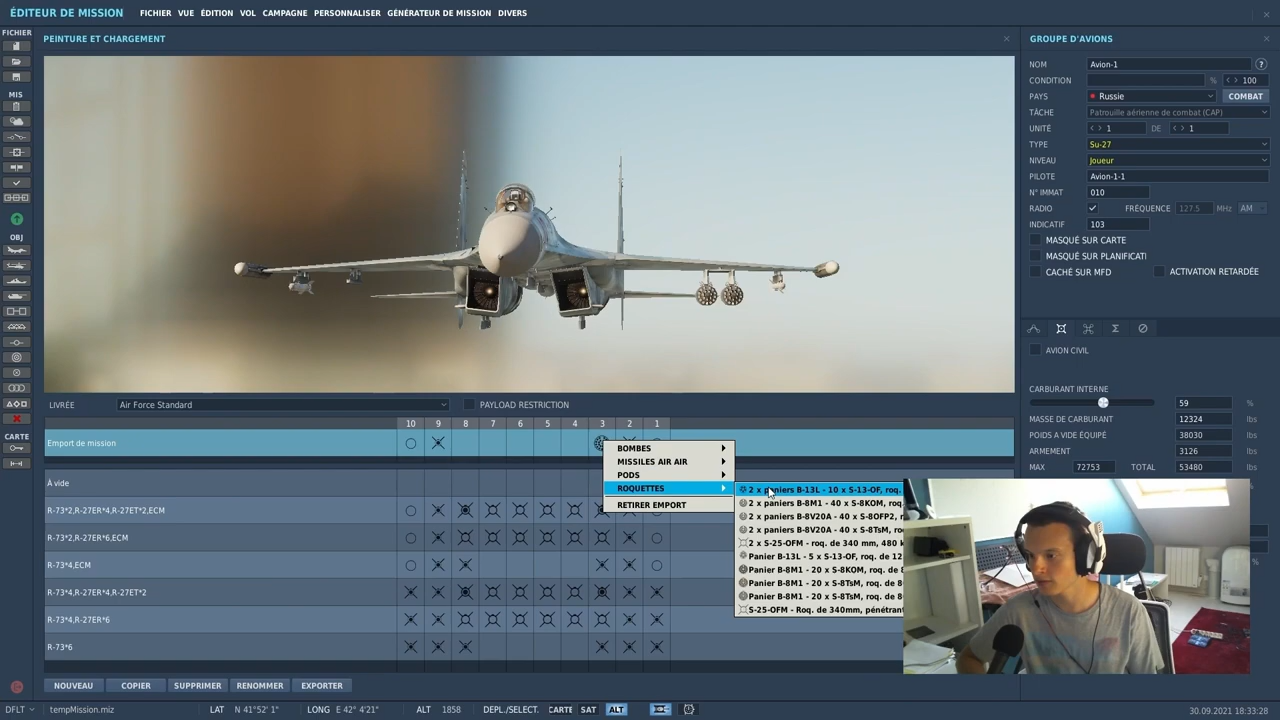 ÉDITEUR DE MISSION FICHIER VUE ÉDITION VOL CAMPAGNE PERSONNALISER GÉNÉRATEUR DE MISSION DIVERS
FICHIER
MIS
OBJ
CARTE
PEINTURE ET CHARGEMENT
LIVRÉE Air Force Standard PAYLOAD RESTRICTION
10 9 8 7 6 5 4 3 2 1
Emport de mission
À vide
R-73*2,R-27ER*4,R-27ET*2,ECM
R-73*2,R-27ER*6,ECM
R-73*4,ECM
R-73*4,R-27ER*4,R-27ET*2
R-73*4,R-27ER*6
R-73*6
BOMBES
MISSILES AIR AIR
PODS
ROQUETTES
RETIRER EMPORT
2 x paniers B-13L - 10 x S-13-OF, roq.
2 x paniers B-8M1 - 40 x S-8KOM, roq.
2 x paniers B-8V20A - 40 x S-8OFP2, r
2 x paniers B-8V20A - 40 x S-8TsM, ro
2 x S-25-OFM - roq. de 340 mm, 480 k
Panier B-13L - 5 x S-13-OF, roq. de 12
Panier B-8M1 - 20 x S-8KOM, roq. de 8
Panier B-8M1 - 20 x S-8TsM, roq. de 8
Panier B-8M1 - 20 x S-8TsM, roq. de 8
S-25-OFM - Roq. de 340mm, pénétrant
NOUVEAU COPIER SUPPRIMER RENOMMER EXPORTER
GROUPE D'AVIONS
NOM Avion-1 ?
CONDITION % < > 100
PAYS Russie COMBAT
TÂCHE Patrouille aérienne de combat (CAP)
UNITÉ < > 1 DE < > 1
TYPE Su-27
NIVEAU Joueur
PILOTE Avion-1-1
N° IMMAT 010
RADIO FRÉQUENCE 127.5 MHz AM
INDICATIF 103
MASQUÉ SUR CARTE
MASQUÉ SUR PLANIFICATI
CACHÉ SUR MFD ACTIVATION RETARDÉE
AVION CIVIL
CARBURANT INTERNE
59 %
MASSE DE CARBURANT 12324 lbs
POIDS A VIDE ÉQUIPÉ 38030 lbs
ARMEMENT 3126 lbs
MAX 72753 TOTAL 53480 lbs
DFLT tempMission.miz LAT N 41°52' 1" LONG E 42° 4'21" ALT 1858 DEPL./SELECT. CARTE SAT ALT 30.09.2021 18:33:28